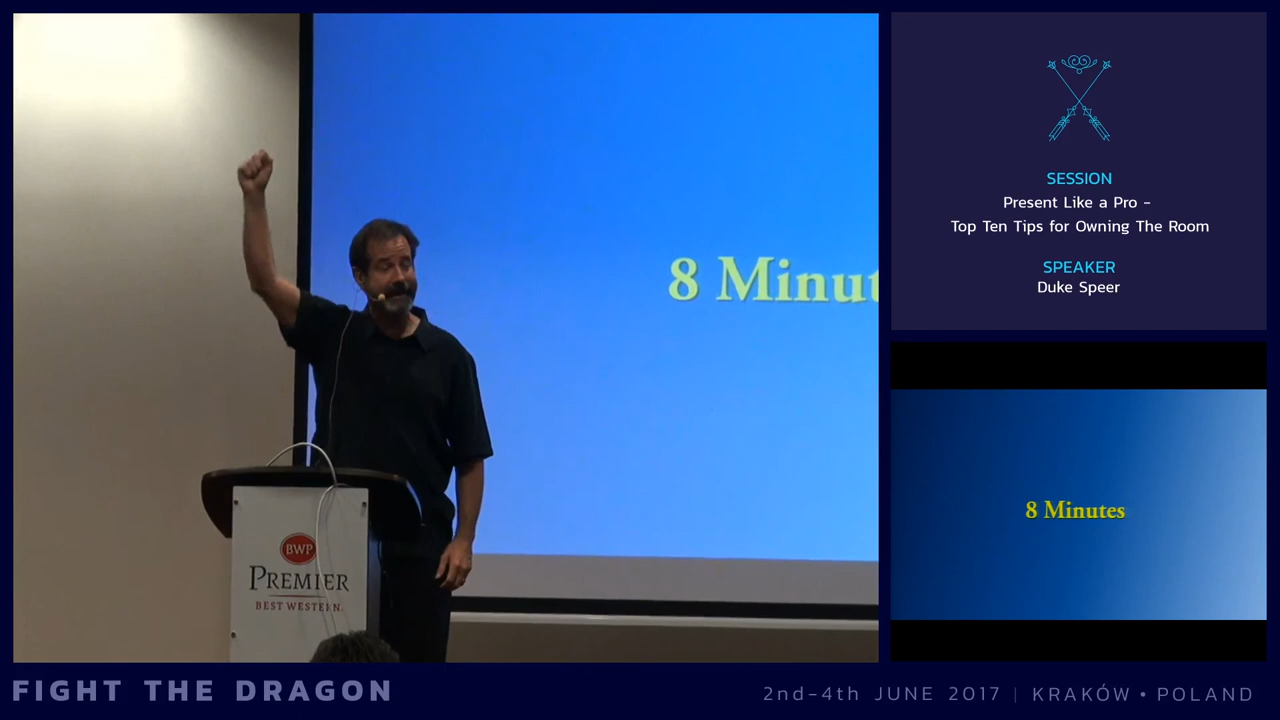 8 Minut
BWP
PREMIER
BEST WESTERN
SESSION
Present Like a Pro -
Top Ten Tips for Owning The Room
SPEAKER
Duke Speer
8 Minutes
FIGHT THE DRAGON
2nd-4th JUNE 2017 | KRAKÓW • POLAND